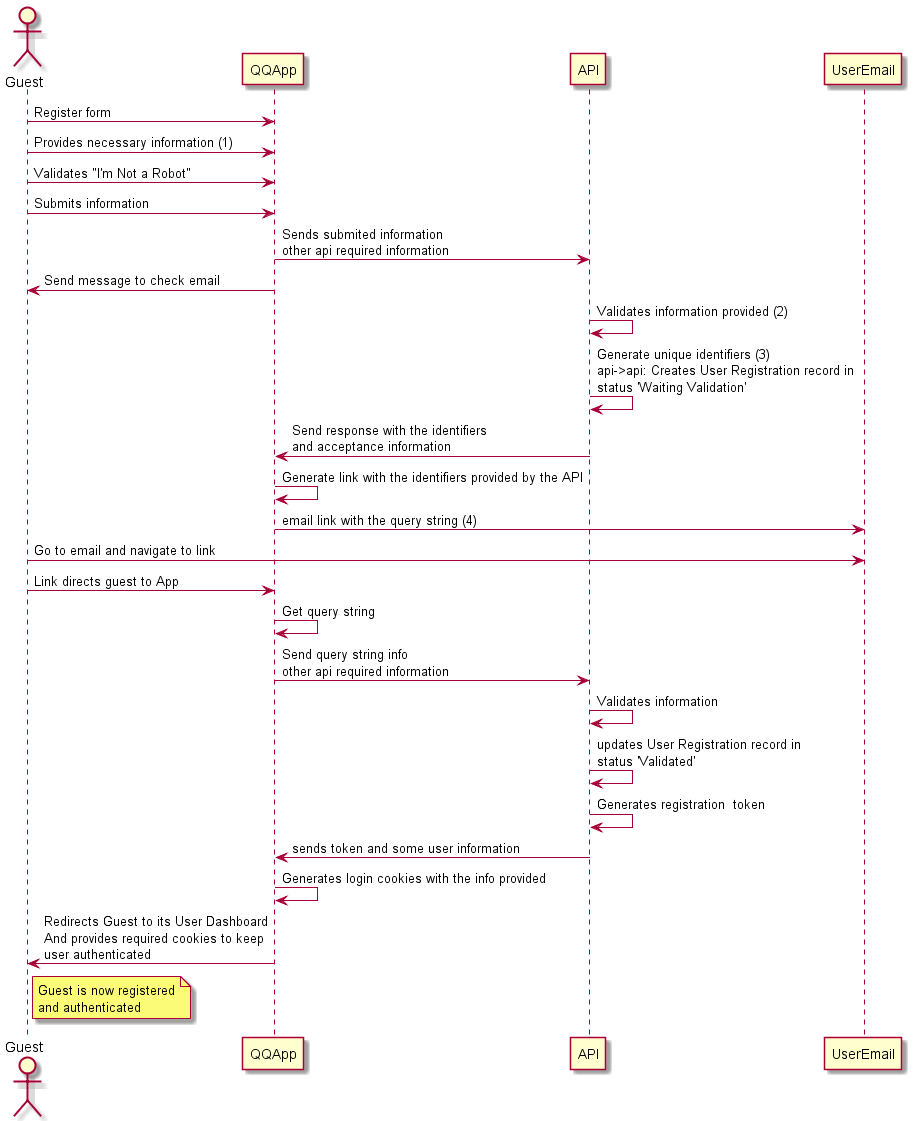 Guest
QQApp
API
UserEmail
Register form
Provides necessary information (1)
Validates "I'm Not a Robot"
Submits information
Sends submited information
other api required information
Send message to check email
Validates information provided (2)
Generate unique identifiers (3)
api->api: Creates User Registration record in
status 'Waiting Validation'
Send response with the identifiers
and acceptance information
Generate link with the identifiers provided by the API
email link with the query string (4)
Go to email and navigate to link
Link directs guest to App
Get query string
Send query string info
other api required information
Validates information
updates User Registration record in
status 'Validated'
Generates registration  token
sends token and some user information
Generates login cookies with the info provided
Redirects Guest to its User Dashboard
And provides required cookies to keep
user authenticated
Guest is now registered
and authenticated
Guest
QQApp
API
UserEmail